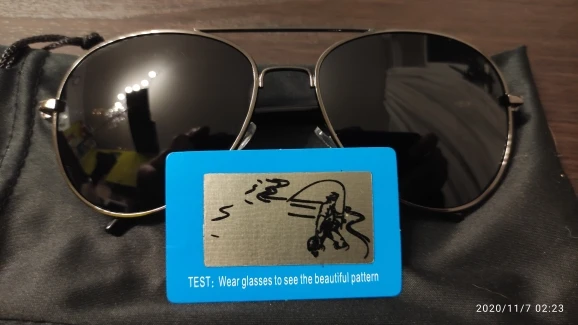 TEST: Wear glasses to see the beautiful pattern
2020/11/7 02:23